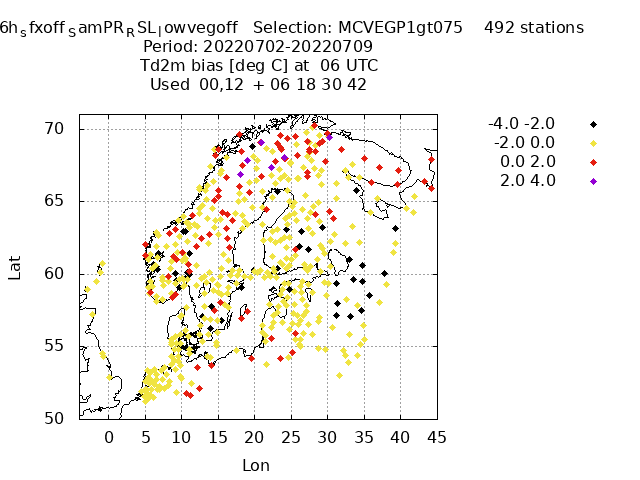 6h_sfxoff_samPR_RSL_lowvegoff Selection: MCVEGP1gt075 492 stations
Period: 20220702-20220709
Td2m bias [deg C] at 06 UTC
Used 00,12 + 06 18 30 42
-4.0 -2.0
-2.0 0.0
0.0 2.0
2.0 4.0
70
65
60
55
50
Lat
0 5 10 15 20 25 30 35 40 45
Lon